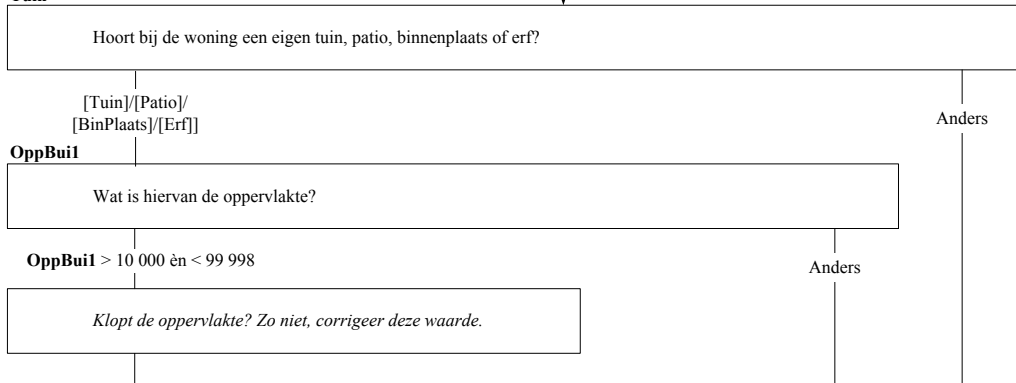 Hoort bij de woning een eigen tuin, patio, binnenplaats of erf?
[Tuin]/[Patio]/
[BinPlaats]/[Erf]]
Anders
OppBui1
Wat is hiervan de oppervlakte?
OppBui1 > 10 000 èn < 99 998
Anders
Klopt de oppervlakte? Zo niet, corrigeer deze waarde.